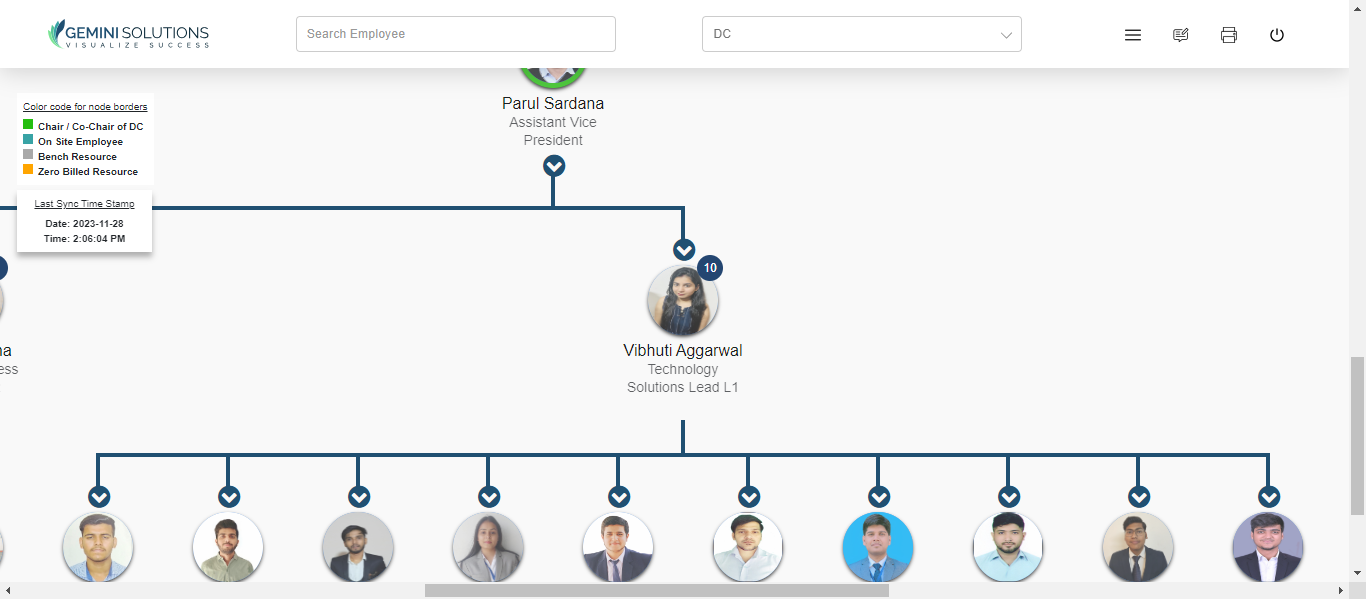 GEMINI SOLUTIONS
VISUALIZE SUCCESS
Search Employee
DC
Color code for node borders
Chair / Co-Chair of DC
On Site Employee
Bench Resource
Zero Billed Resource
Last Sync Time Stamp
Date: 2023-11-28
Time: 2:06:04 PM
Parul Sardana
Assistant Vice
President
10
Vibhuti Aggarwal
Technology
Solutions Lead L1